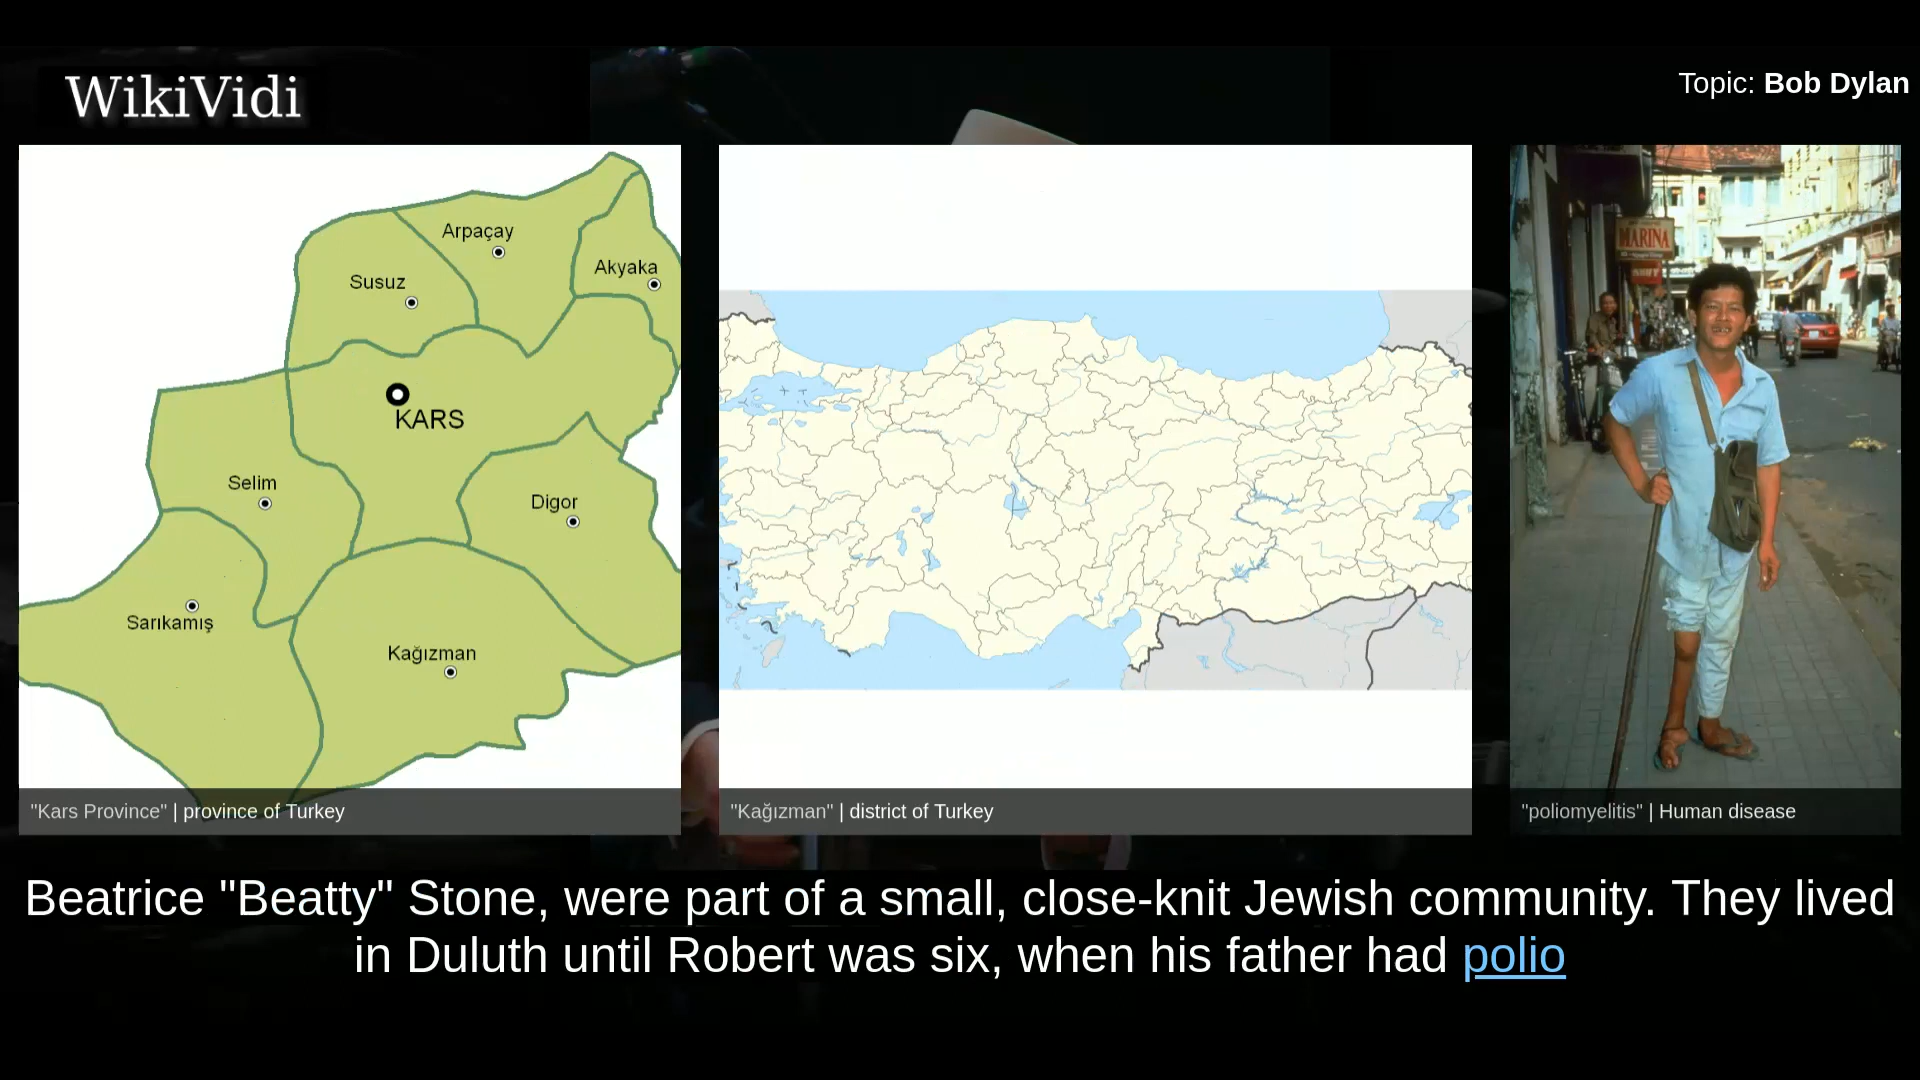 WikiVidi
Topic: Bob Dylan
Arpaçay
Akyaka
Susuz
KARS
Selim
Digor
Sarıkamış
Kağızman
MARINA
"Kars Province" | province of Turkey
"Kağızman" | district of Turkey
"poliomyelitis" | Human disease
Beatrice "Beatty" Stone, were part of a small, close-knit Jewish community. They lived
in Duluth until Robert was six, when his father had polio